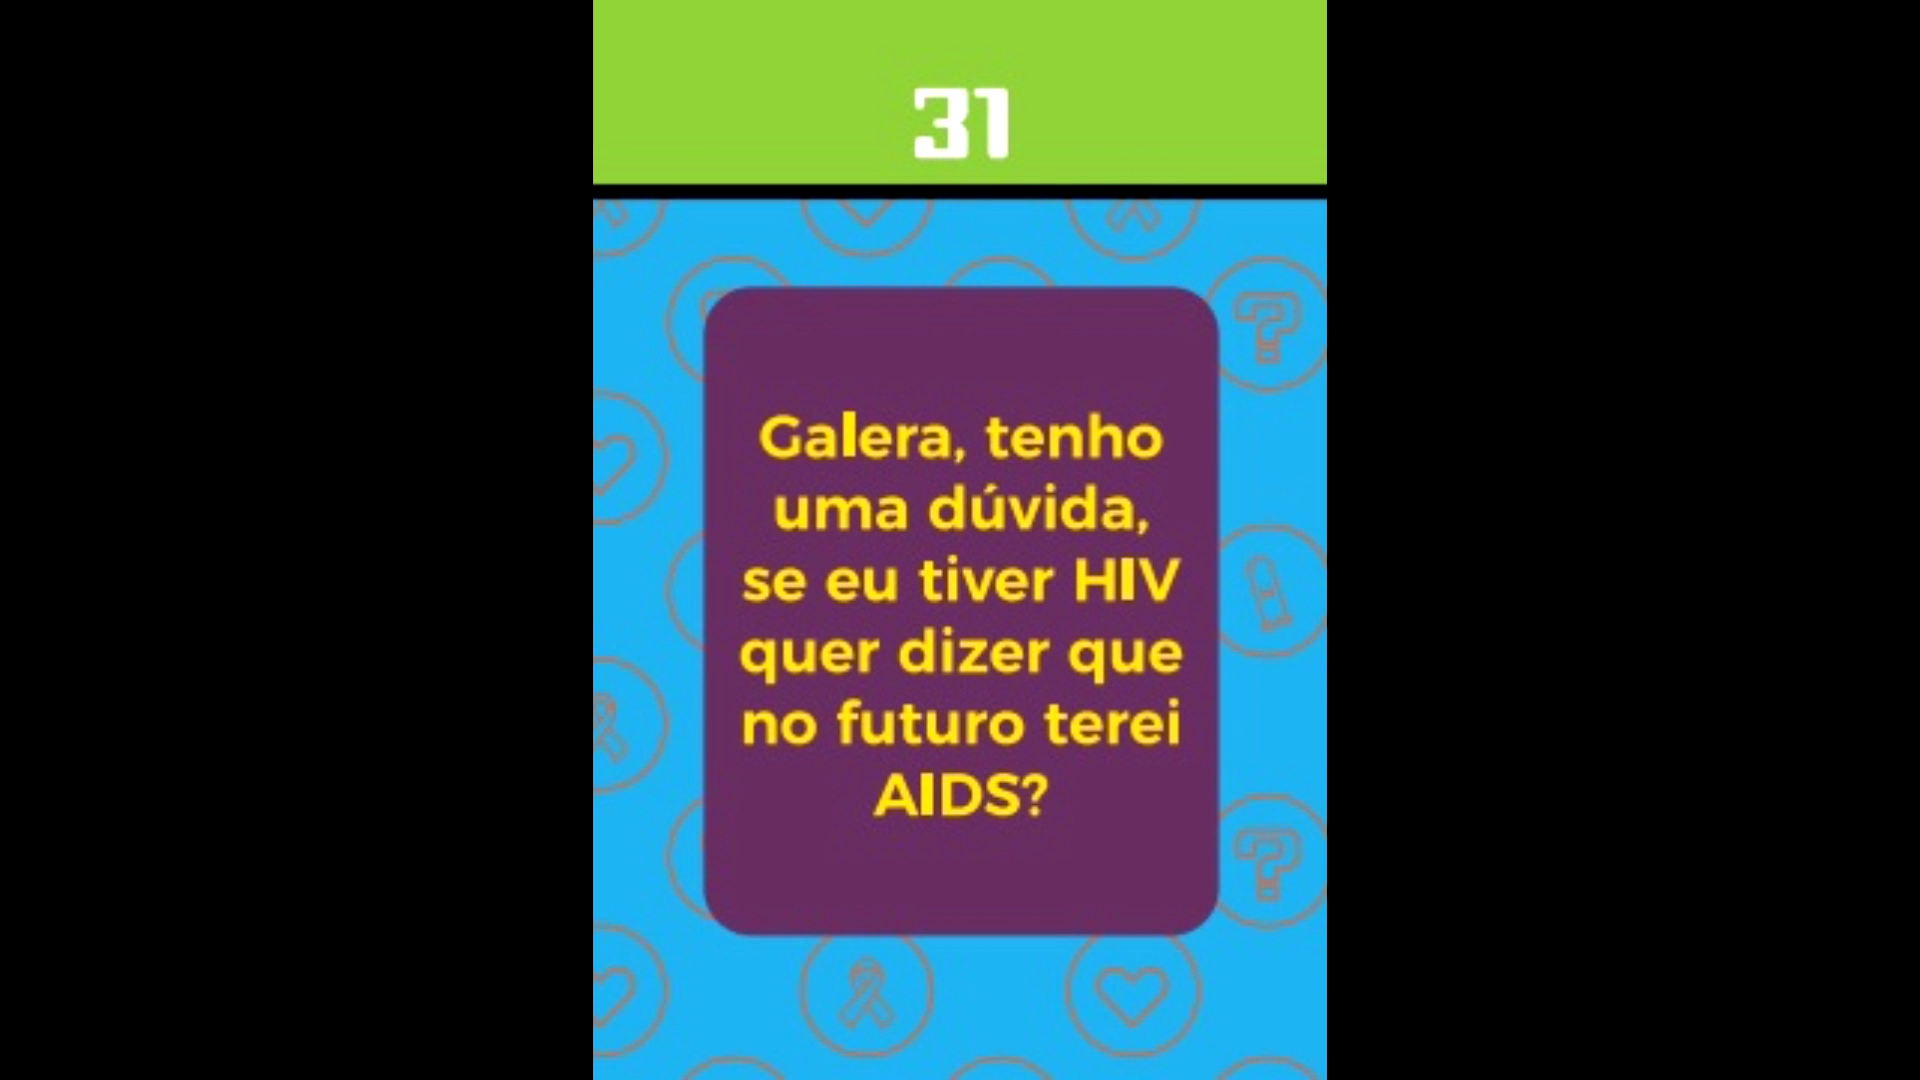 31
Galera, tenho
uma dúvida,
se eu tiver HIV
quer dizer que
no futuro terei
AIDS?